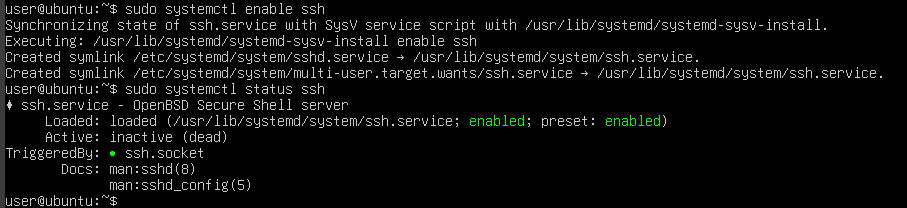 user@ubuntu:~$ sudo systemctl enable ssh
Synchronizing state of ssh.service with SysV service script with /usr/lib/systemd/systemd-sysv-install.
Executing: /usr/lib/systemd/systemd-sysv-install enable ssh
Created symlink /etc/systemd/system/sshd.service → /usr/lib/systemd/system/ssh.service.
Created symlink /etc/systemd/system/multi-user.target.wants/ssh.service → /usr/lib/systemd/system/ssh.service.
user@ubuntu:~$ sudo systemctl status ssh
♦ ssh.service - OpenBSD Secure Shell server
     Loaded: loaded (/usr/lib/systemd/system/ssh.service; enabled; preset: enabled)
     Active: inactive (dead)
TriggeredBy: ● ssh.socket
       Docs: man:sshd(8)
             man:sshd_config(5)
user@ubuntu:~$